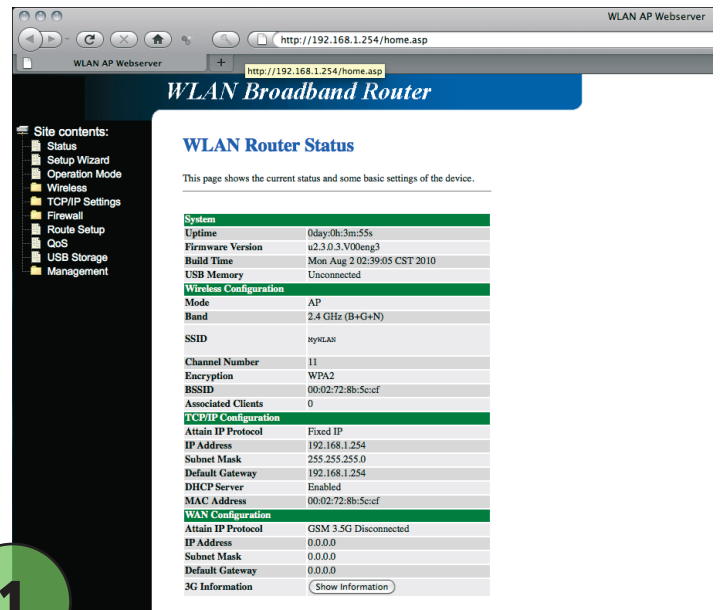 WLAN AP Webserver
http://192.168.1.254/home.asp
WLAN AP Webserver
+
http://192.168.1.254/home.asp
WLAN Broadband Router
Site contents:
Status
Setup Wizard
Operation Mode
Wireless
TCP/IP Settings
Firewall
Route Setup
QoS
USB Storage
Management
WLAN Router Status
This page shows the current status and some basic settings of the device.
System
Uptime 0day:0h:3m:55s
Firmware Version u2.3.0.3.V00eng3
Build Time Mon Aug 2 02:39:05 CST 2010
USB Memory Unconnected
Wireless Configuration
Mode AP
Band 2.4 GHz (B+G+N)
SSID MyWLAN
Channel Number 11
Encryption WPA2
BSSID 00:02:72:8b:5c:cf
Associated Clients 0
TCP/IP Configuration
Attain IP Protocol Fixed IP
IP Address 192.168.1.254
Subnet Mask 255.255.255.0
Default Gateway 192.168.1.254
DHCP Server Enabled
MAC Address 00:02:72:8b:5c:cf
WAN Configuration
Attain IP Protocol GSM 3.5G Disconnected
IP Address 0.0.0.0
Subnet Mask 0.0.0.0
Default Gateway 0.0.0.0
3G Information Show Information
1